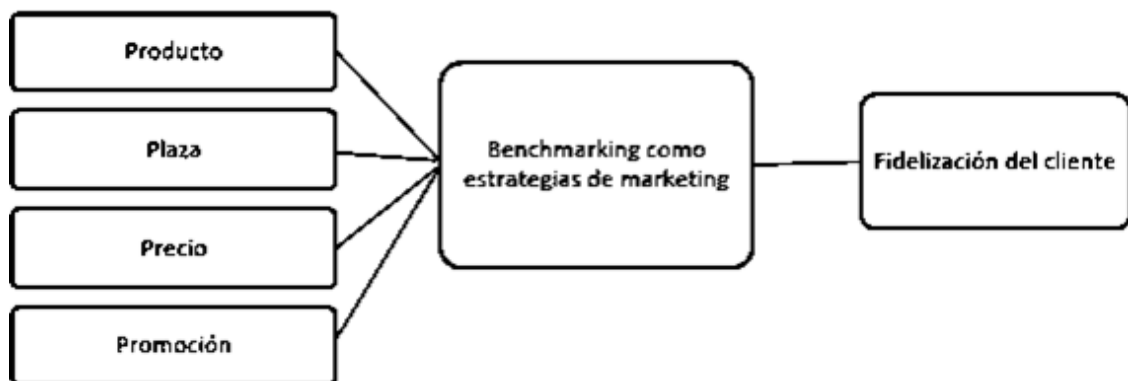 Producto
Plaza
Precio
Promoción
Benchmarking como
estrategias de marketing
Fidelización del cliente